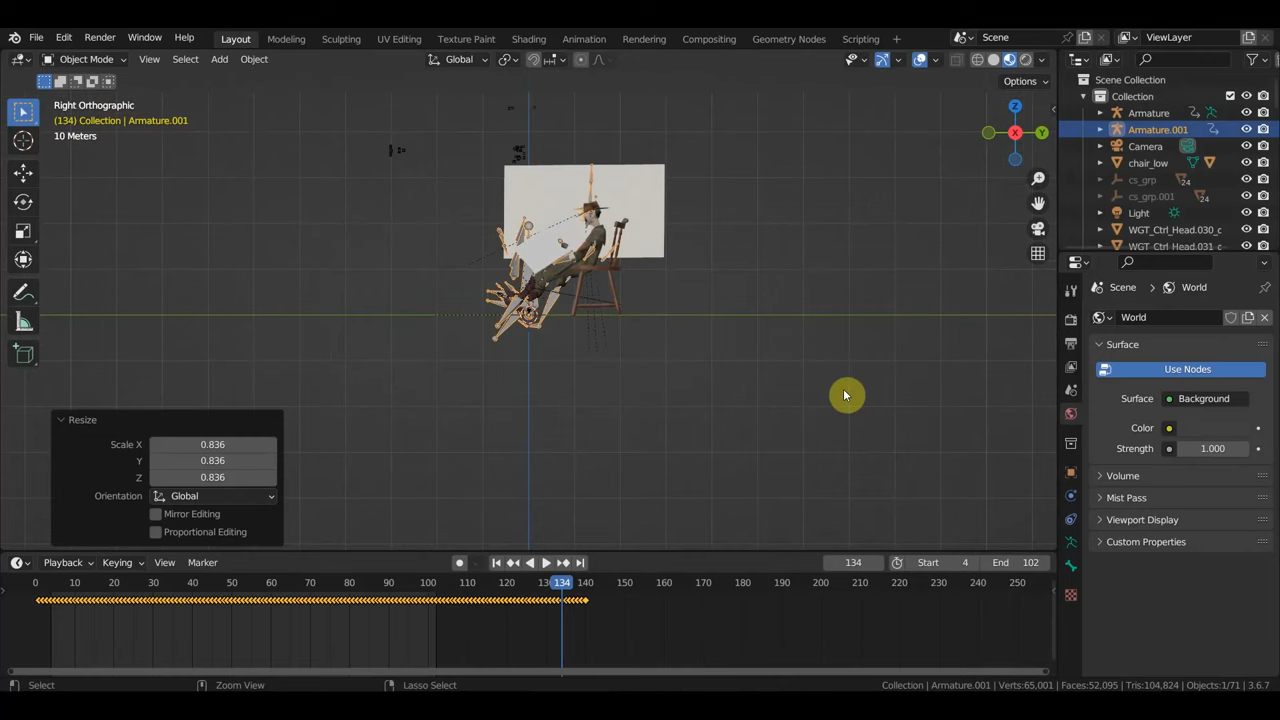 File Edit Render Window Help Layout Modeling Sculpting UV Editing Texture Paint Shading Animation Rendering Compositing Geometry Nodes Scripting + Scene ViewLayer
Object Mode View Select Add Object Global
Options
Right Orthographic
(134) Collection | Armature.001
10 Meters
X
Y
Z
Scene Collection
Collection
Armature
Armature.001
Camera
chair_low
cs_grp 24
cs_grp.001 24
Light
WGT_Ctrl_Head.030_c
WGT_Ctrl_Head.031_c
Scene > World
World
Surface
Use Nodes
Surface Background
Color
Strength 1.000
Volume
Mist Pass
Viewport Display
Custom Properties
Resize
Scale X 0.836
Y 0.836
Z 0.836
Orientation Global
Mirror Editing
Proportional Editing
Playback Keying View Marker 134 Start 4 End 102
0 10 20 30 40 50 60 70 80 90 100 110 120 134 140 150 160 170 180 190 200 210 220 230 240 250
Select Zoom View Lasso Select Collection | Armature.001 | Verts:65,001 | Faces:52,095 | Tris:104,824 | Objects:1/71 | 3.6.7